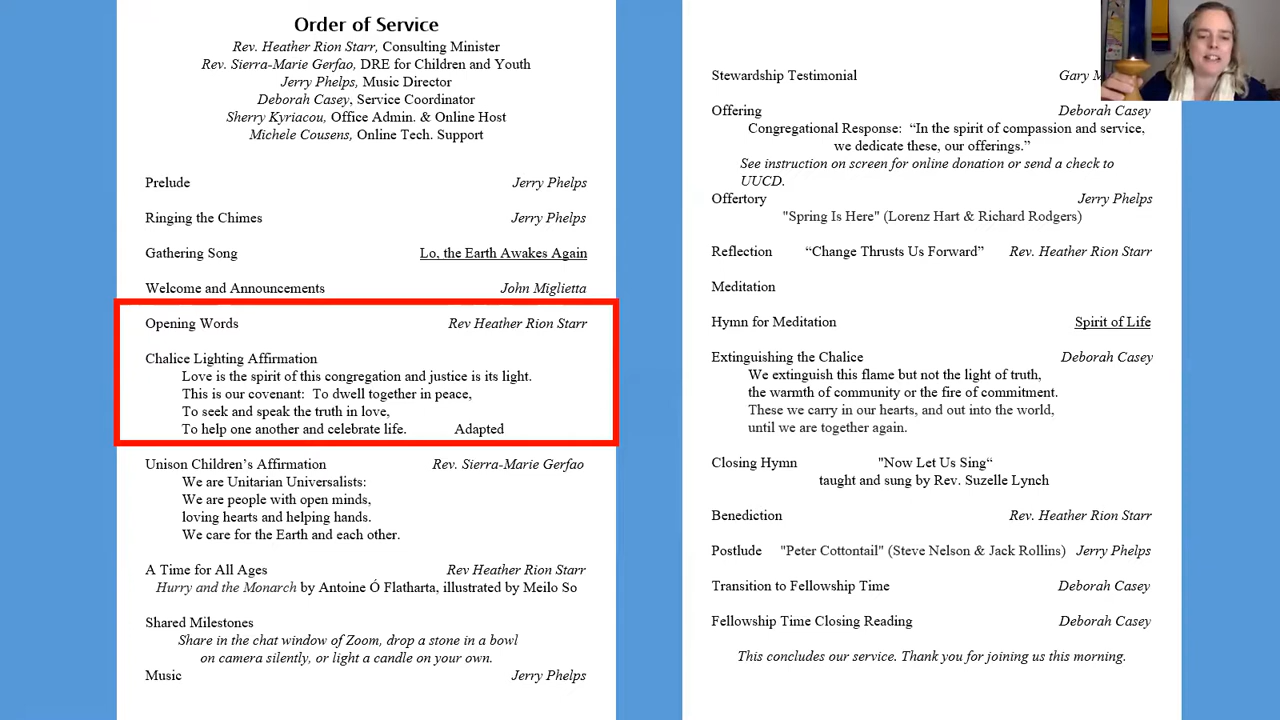 Order of Service
Rev. Heather Rion Starr, Consulting Minister
Rev. Sierra-Marie Gerfao, DRE for Children and Youth
Jerry Phelps, Music Director
Deborah Casey, Service Coordinator
Sherry Kyriacou, Office Admin. & Online Host
Michele Cousens, Online Tech. Support
Prelude Jerry Phelps
Ringing the Chimes Jerry Phelps
Gathering Song Lo, the Earth Awakes Again
Welcome and Announcements John Miglietta
Opening Words Rev Heather Rion Starr
Chalice Lighting Affirmation
Love is the spirit of this congregation and justice is its light.
This is our covenant: To dwell together in peace,
To seek and speak the truth in love,
To help one another and celebrate life. Adapted
Unison Children’s Affirmation Rev. Sierra-Marie Gerfao
We are Unitarian Universalists:
We are people with open minds,
loving hearts and helping hands.
We care for the Earth and each other.
A Time for All Ages Rev Heather Rion Starr
Hurry and the Monarch by Antoine Ó Flatharta, illustrated by Meilo So
Shared Milestones
Share in the chat window of Zoom, drop a stone in a bowl
on camera silently, or light a candle on your own.
Music Jerry Phelps
Stewardship Testimonial Gary
Offering Deborah Casey
Congregational Response: “In the spirit of compassion and service,
we dedicate these, our offerings.”
See instruction on screen for online donation or send a check to
UUCD.
Offertory Jerry Phelps
"Spring Is Here" (Lorenz Hart & Richard Rodgers)
Reflection “Change Thrusts Us Forward” Rev. Heather Rion Starr
Meditation
Hymn for Meditation Spirit of Life
Extinguishing the Chalice Deborah Casey
We extinguish this flame but not the light of truth,
the warmth of community or the fire of commitment.
These we carry in our hearts, and out into the world,
until we are together again.
Closing Hymn "Now Let Us Sing“
taught and sung by Rev. Suzelle Lynch
Benediction Rev. Heather Rion Starr
Postlude "Peter Cottontail" (Steve Nelson & Jack Rollins) Jerry Phelps
Transition to Fellowship Time Deborah Casey
Fellowship Time Closing Reading Deborah Casey
This concludes our service. Thank you for joining us this morning.